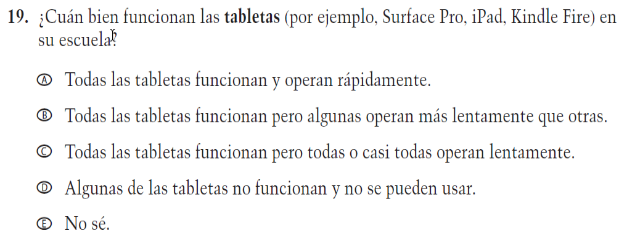 19. ¿Cuán bien funcionan las tabletas (por ejemplo, Surface Pro, iPad, Kindle Fire) en
su escuela?
A Todas las tabletas funcionan y operan rápidamente.
B Todas las tabletas funcionan pero algunas operan más lentamente que otras.
C Todas las tabletas funcionan pero todas o casi todas operan lentamente.
D Algunas de las tabletas no funcionan y no se pueden usar.
E No sé.